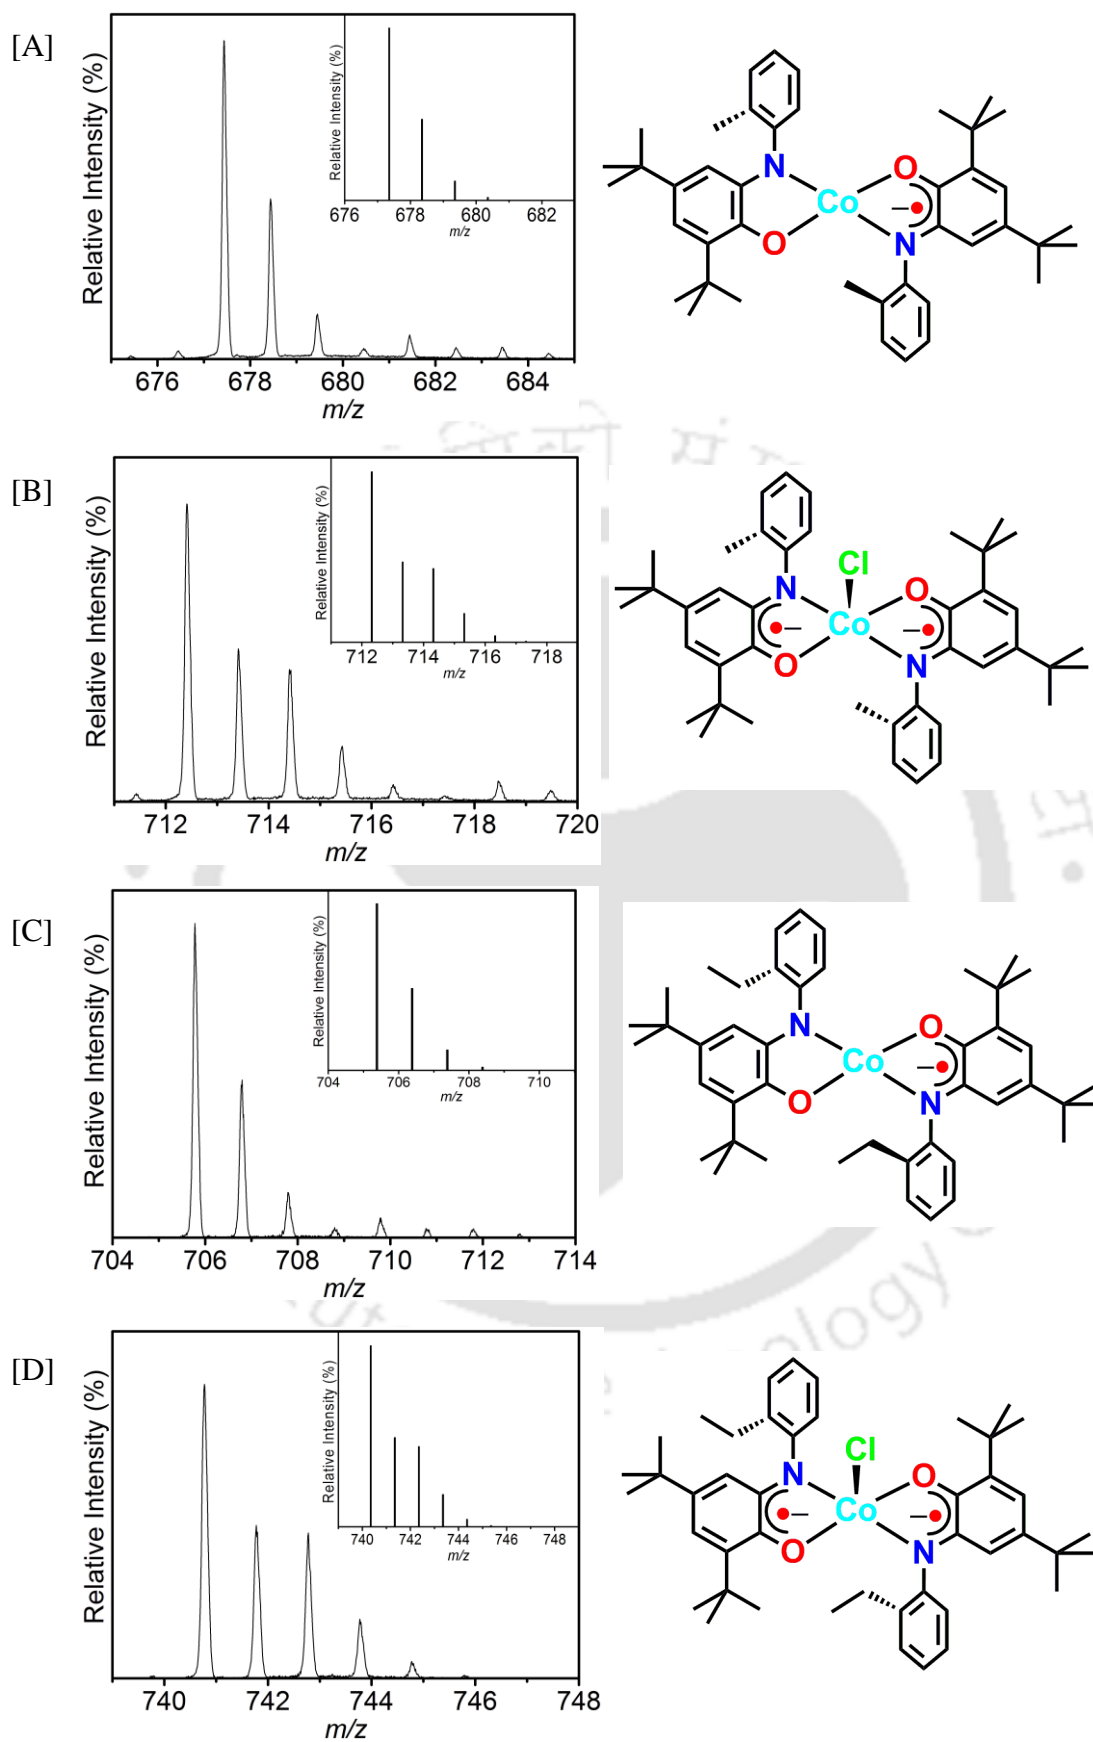 [A]
Relative Intensity (%)
Relative Intensity (%)
676 678 680 682
m/z
676 678 680 682 684
m/z
N
O
Co
O
N
–•
[B]
Relative Intensity (%)
Relative Intensity (%)
712 714 716 718
m/z
712 714 716 718 720
m/z
Cl
N
O
•–
Co
–•
O
N
[C]
Relative Intensity (%)
Relative Intensity (%)
704 706 708 710
m/z
704 706 708 710 712 714
m/z
N
O
Co
–•
O
N
[D]
Relative Intensity (%)
Relative Intensity (%)
740 742 744 746 748
m/z
740 742 744 746 748
m/z
Cl
N
O
•–
Co
–•
O
N
nology